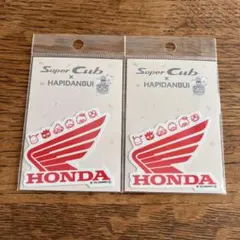 Super Cub
×
HAPIDANBUI
HONDA
Super Cub
×
HAPIDANBUI
HONDA